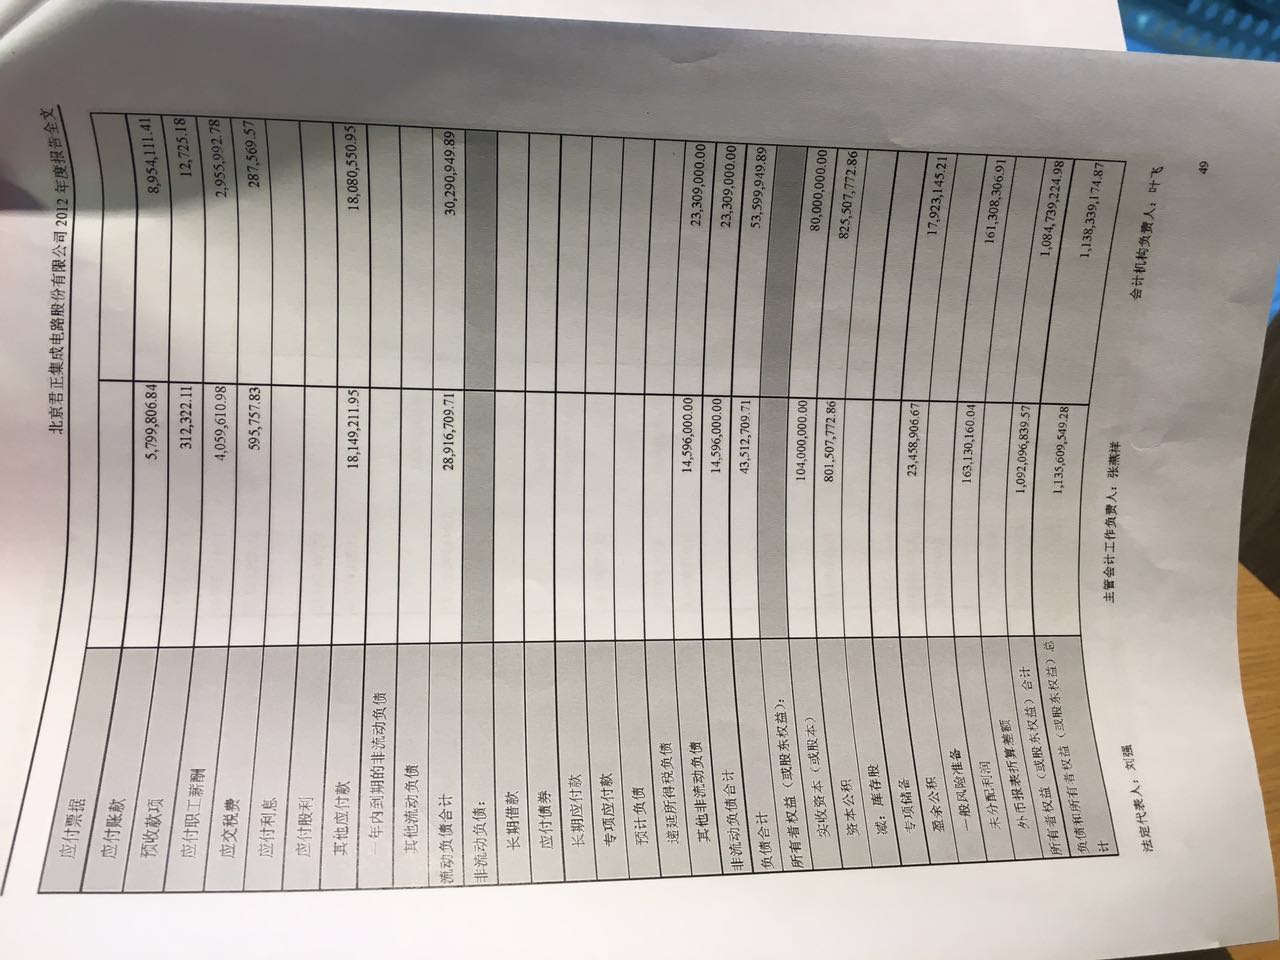 北京君正集成电路股份有限公司 2012 年度报告全文
应付票据
应付账款 5,799,806.84 8,954,111.41
预收款项 312,322.11 12,725.18
应付职工薪酬 4,059,610.98 2,955,992.78
应交税费 595,757.83 287,569.57
应付利息
应付股利
其他应付款 18,149,211.95 18,080,550.95
一年内到期的非流动负债
其他流动负债
流动负债合计 28,916,709.71 30,290,949.89
非流动负债:
长期借款
应付债券
长期应付款
专项应付款
预计负债
递延所得税负债
其他非流动负债 14,596,000.00 23,309,000.00
非流动负债合计 14,596,000.00 23,309,000.00
负债合计 43,512,709.71 53,599,949.89
所有者权益（或股东权益）:
实收资本（或股本） 104,000,000.00 80,000,000.00
资本公积 801,507,772.86 825,507,772.86
减：库存股
专项储备
盈余公积 23,458,906.67 17,923,145.21
一般风险准备
未分配利润 163,130,160.04 161,308,306.91
外币报表折算差额
所有者权益（或股东权益）合计 1,092,096,839.57 1,084,739,224.98
负债和所有者权益（或股东权益）总计 1,135,609,549.28 1,138,339,174.87
法定代表人：刘强 主管会计工作负责人：张燕祥 会计机构负责人：叶飞
49